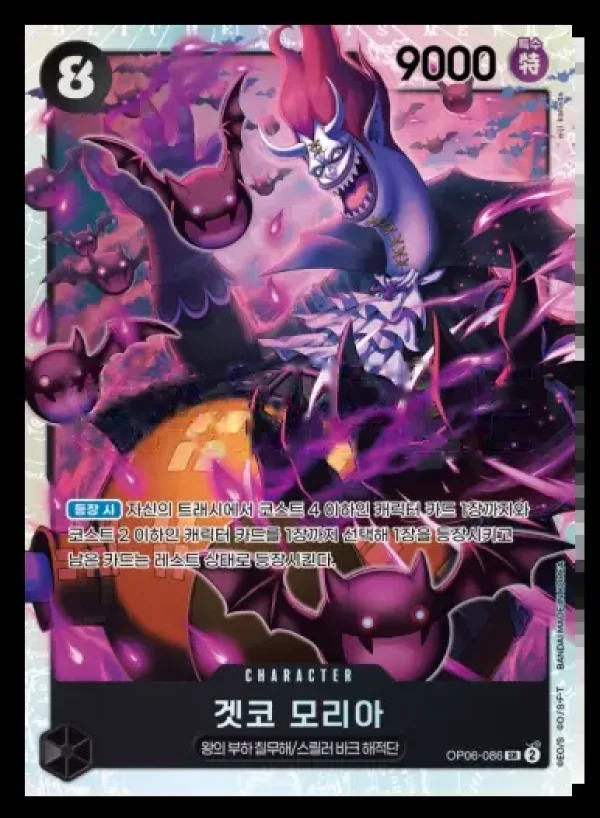 8
9000
특수
特
등장 시 자신의 트래시에서 코스트 4 이하인 캐릭터 카드 1장까지와
코스트 2 이하인 캐릭터 카드를 1장까지 선택해 1장을 등장시키고
남은 카드는 레스트 상태로 등장시킨다.
BANDAI MADE IN KOREA
©E.O/S ©O/S·F·T
CHARACTER
겟코 모리아
왕의 부하 칠무해/스릴러 바크 해적단
OP06-086 SR 2